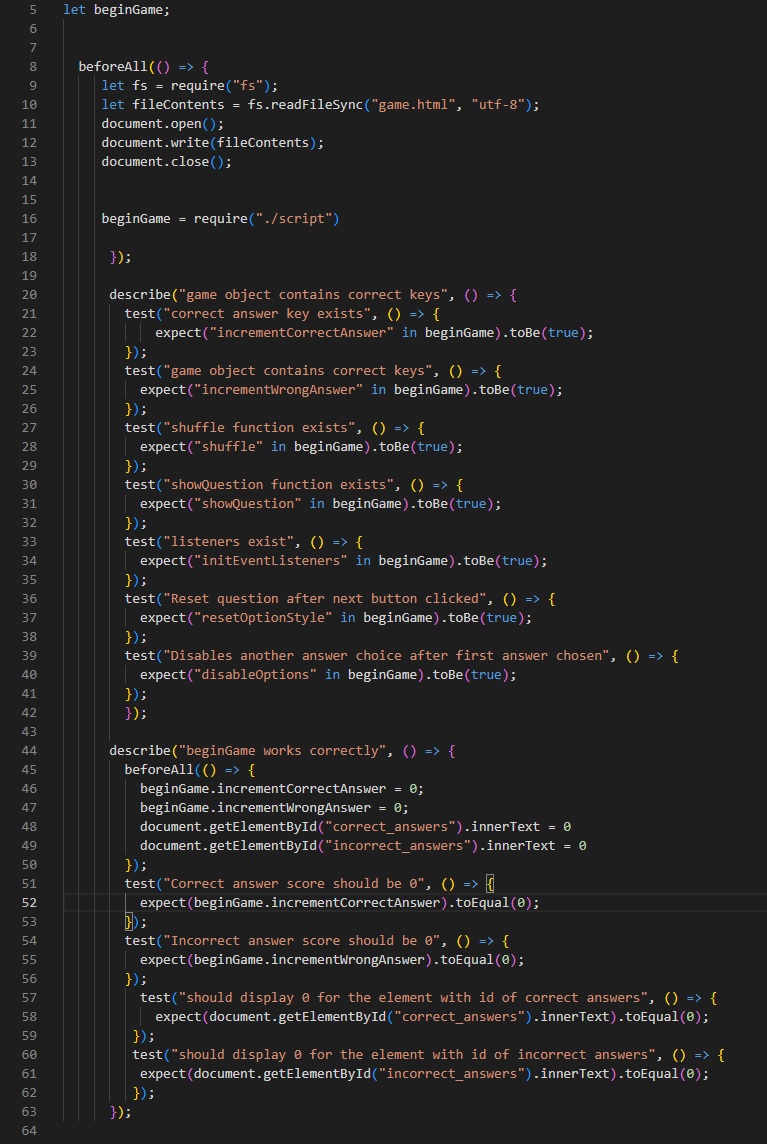 5 let beginGame;
6
7
8 beforeAll(() => {
9 let fs = require("fs");
10 let fileContents = fs.readFileSync("game.html", "utf-8");
11 document.open();
12 document.write(fileContents);
13 document.close();
14
15
16 beginGame = require("./script")
17
18 });
19
20 describe("game object contains correct keys", () => {
21 test("correct answer key exists", () => {
22 expect("incrementCorrectAnswer" in beginGame).toBe(true);
23 });
24 test("game object contains correct keys", () => {
25 expect("incrementWrongAnswer" in beginGame).toBe(true);
26 });
27 test("shuffle function exists", () => {
28 expect("shuffle" in beginGame).toBe(true);
29 });
30 test("showQuestion function exists", () => {
31 expect("showQuestion" in beginGame).toBe(true);
32 });
33 test("listeners exist", () => {
34 expect("initEventListeners" in beginGame).toBe(true);
35 });
36 test("Reset question after next button clicked", () => {
37 expect("resetOptionStyle" in beginGame).toBe(true);
38 });
39 test("Disables another answer choice after first answer chosen", () => {
40 expect("disableOptions" in beginGame).toBe(true);
41 });
42 });
43
44 describe("beginGame works correctly", () => {
45 beforeAll(() => {
46 beginGame.incrementCorrectAnswer = 0;
47 beginGame.incrementWrongAnswer = 0;
48 document.getElementById("correct_answers").innerText = 0
49 document.getElementById("incorrect_answers").innerText = 0
50 });
51 test("Correct answer score should be 0", () => {
52 expect(beginGame.incrementCorrectAnswer).toEqual(0);
53 });
54 test("Incorrect answer score should be 0", () => {
55 expect(beginGame.incrementWrongAnswer).toEqual(0);
56 });
57 test("should display 0 for the element with id of correct answers", () => {
58 expect(document.getElementById("correct_answers").innerText).toEqual(0);
59 });
60 test("should display 0 for the element with id of incorrect answers", () => {
61 expect(document.getElementById("incorrect_answers").innerText).toEqual(0);
62 });
63 });
64